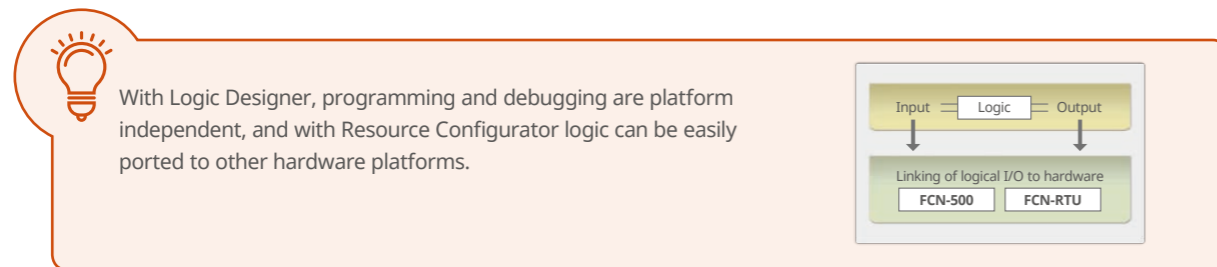 With Logic Designer, programming and debugging are platform
independent, and with Resource Configurator logic can be easily
ported to other hardware platforms.
Input Logic Output
Linking of logical I/O to hardware
FCN-500 FCN-RTU